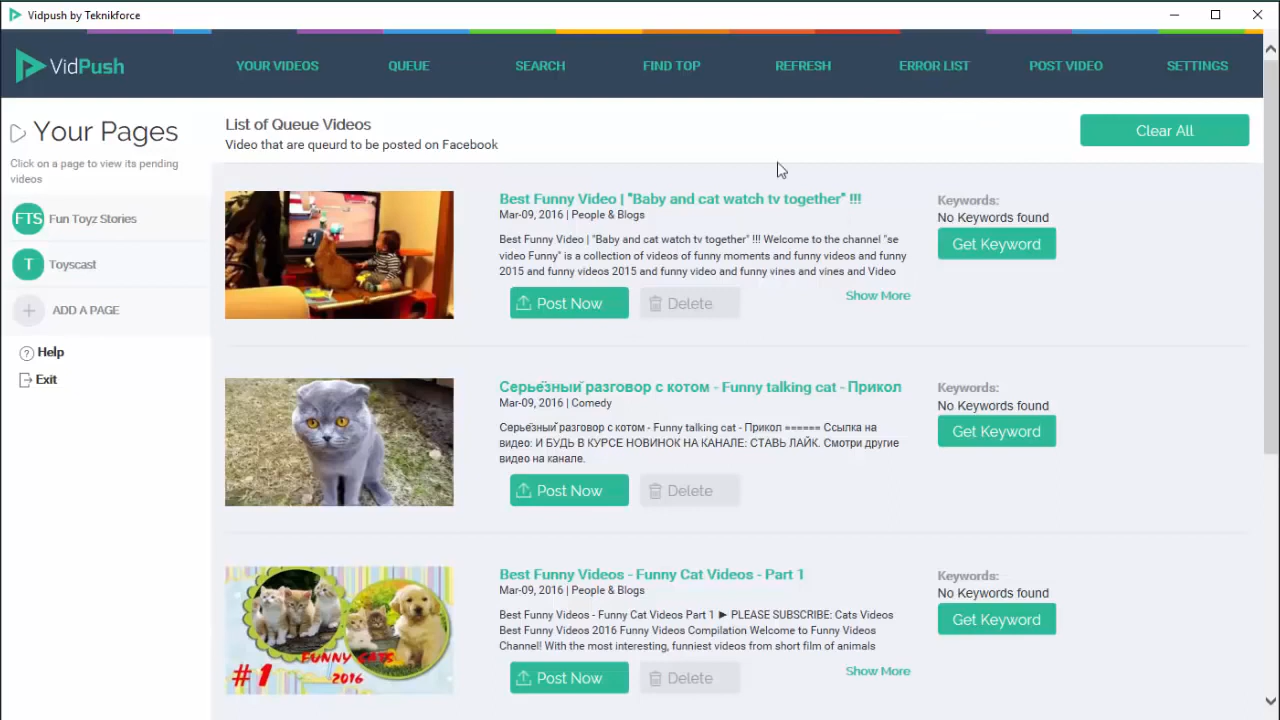 Vidpush by Teknikforce
VidPush
YOUR VIDEOS QUEUE SEARCH FIND TOP REFRESH ERROR LIST POST VIDEO SETTINGS
Your Pages
Click on a page to view its pending
videos
FTS Fun Toyz Stories
T Toyscast
+ ADD A PAGE
? Help
Exit
List of Queue Videos
Video that are queurd to be posted on Facebook
Clear All
Best Funny Video | "Baby and cat watch tv together" !!!
Mar-09, 2016 | People & Blogs
Best Funny Video | "Baby and cat watch tv together" !!! Welcome to the channel "se
video Funny" is a collection of videos of funny moments and funny videos and funny
2015 and funny videos 2015 and funny video and funny vines and vines and Video
Show More
Post Now
Delete
Keywords:
No Keywords found
Get Keyword
Серьёзный разговор с котом - Funny talking cat - Прикол
Mar-09, 2016 | Comedy
Серьёзный разговор с котом - Funny talking cat - Прикол ====== Ссылка на
видео: И БУДЬ В КУРСЕ НОВИНОК НА КАНАЛЕ: СТАВЬ ЛАЙК. Смотри другие
видео на канале.
Post Now
Delete
Keywords:
No Keywords found
Get Keyword
#1 FUNNY CATS
2016
Best Funny Videos - Funny Cat Videos - Part 1
Mar-09, 2016 | People & Blogs
Best Funny Videos - Funny Cat Videos Part 1 ► PLEASE SUBSCRIBE: Cats Videos
Best Funny Videos 2016 Funny Videos Compilation Welcome to Funny Videos
Channel! With the most interesting, funniest videos from short film of animals
Show More
Post Now
Delete
Keywords:
No Keywords found
Get Keyword